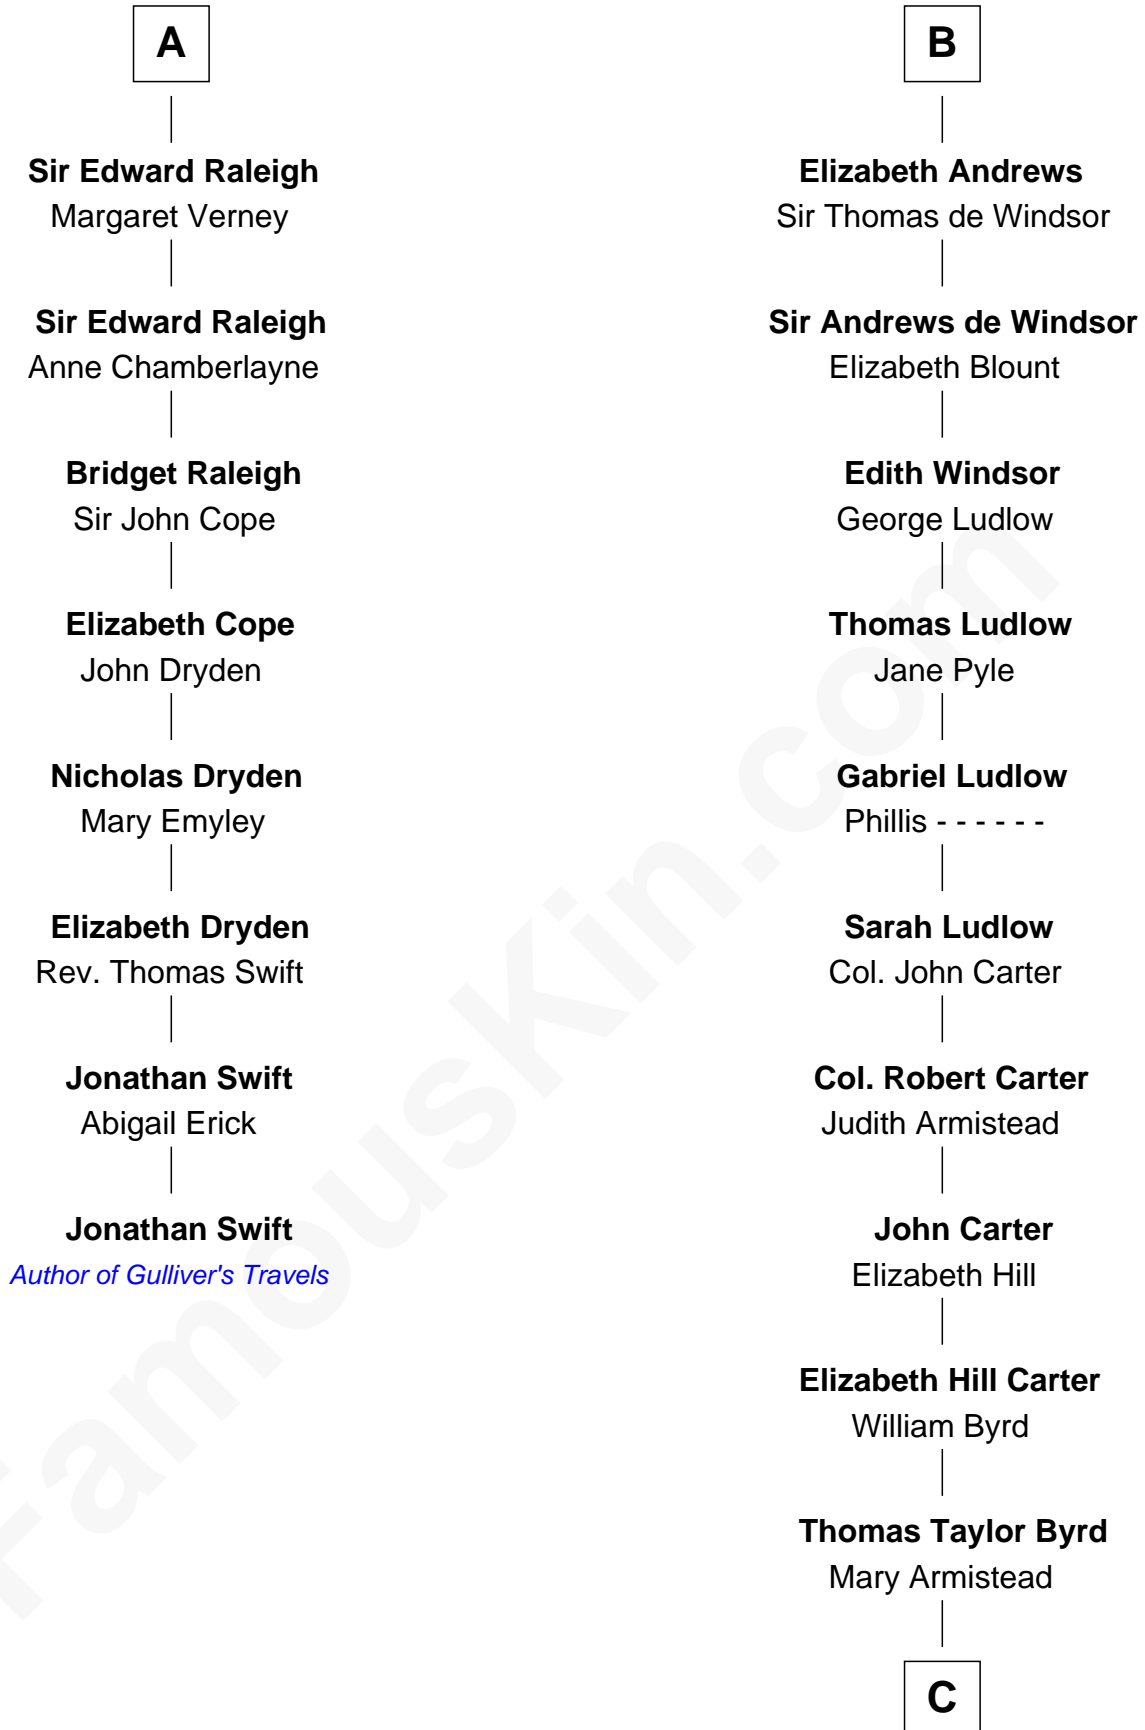 A
Sir Edward Raleigh
Margaret Verney
Sir Edward Raleigh
Anne Chamberlayne
Bridget Raleigh
Sir John Cope
Elizabeth Cope
John Dryden
Nicholas Dryden
Mary Emyley
Elizabeth Dryden
Rev. Thomas Swift
Jonathan Swift
Abigail Erick
Jonathan Swift
Author of Gulliver's Travels
B
Elizabeth Andrews
Sir Thomas de Windsor
Sir Andrews de Windsor
Elizabeth Blount
Edith Windsor
George Ludlow
Thomas Ludlow
Jane Pyle
Gabriel Ludlow
Phillis - - - - - -
Sarah Ludlow
Col. John Carter
Col. Robert Carter
Judith Armistead
John Carter
Elizabeth Hill
Elizabeth Hill Carter
William Byrd
Thomas Taylor Byrd
Mary Armistead
C
FamousKin.com